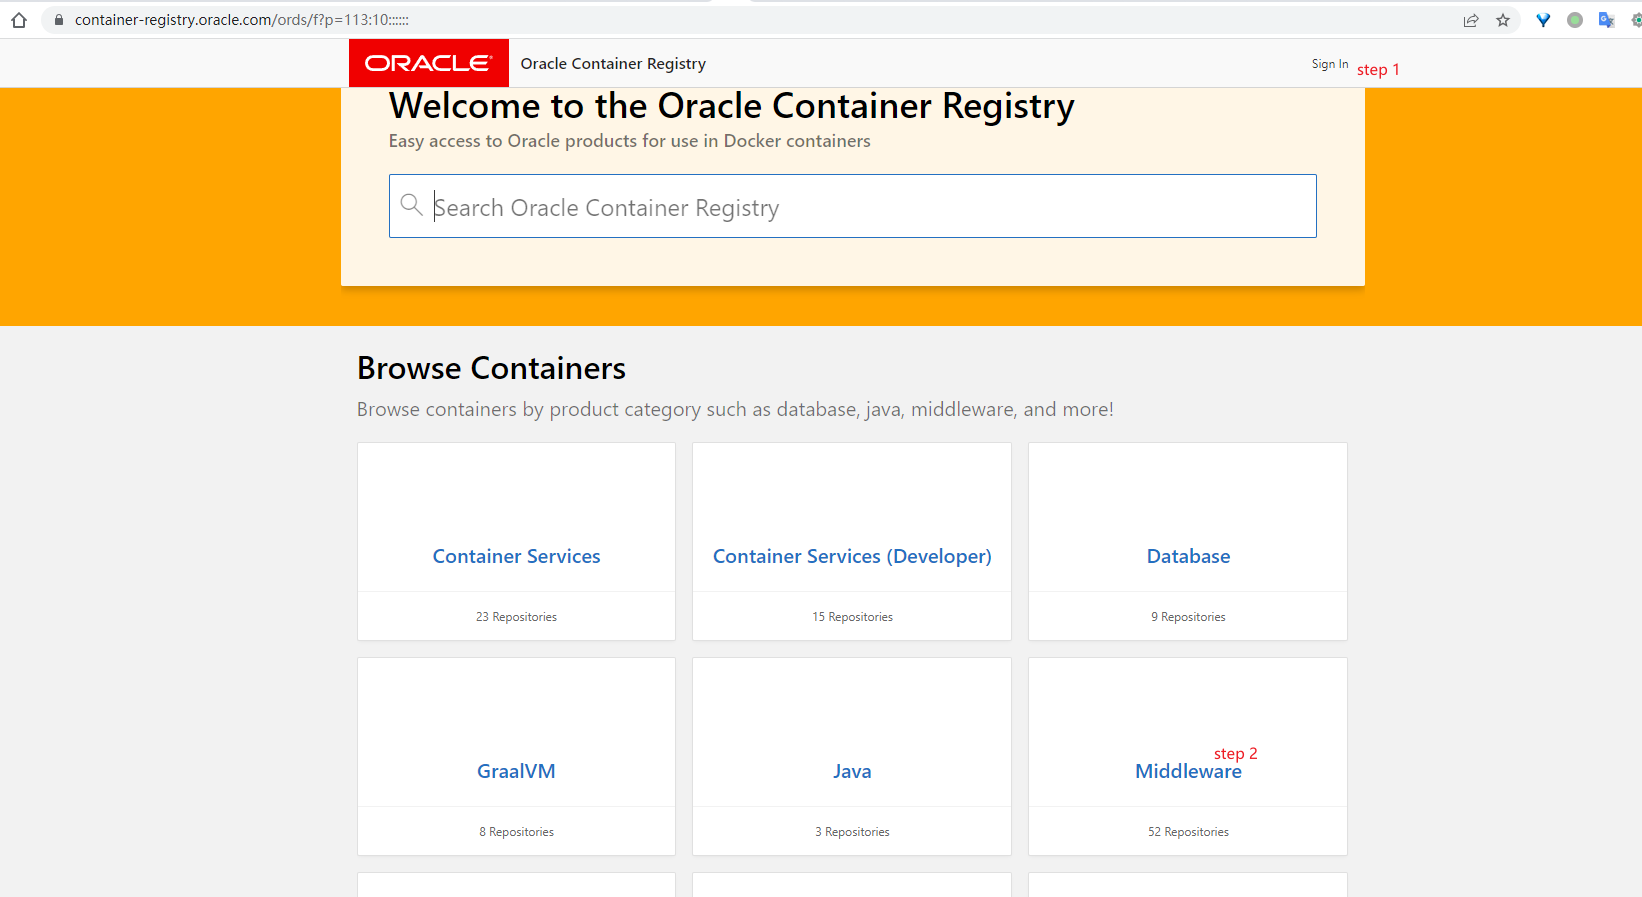 container-registry.oracle.com/ords/f?p=113:10::::::
ORACLE Oracle Container Registry Sign In step 1
Welcome to the Oracle Container Registry
Easy access to Oracle products for use in Docker containers
Search Oracle Container Registry
Browse Containers
Browse containers by product category such as database, java, middleware, and more!
Container Services
23 Repositories
Container Services (Developer)
15 Repositories
Database
9 Repositories
GraalVM
8 Repositories
Java
3 Repositories
step 2
Middleware
52 Repositories